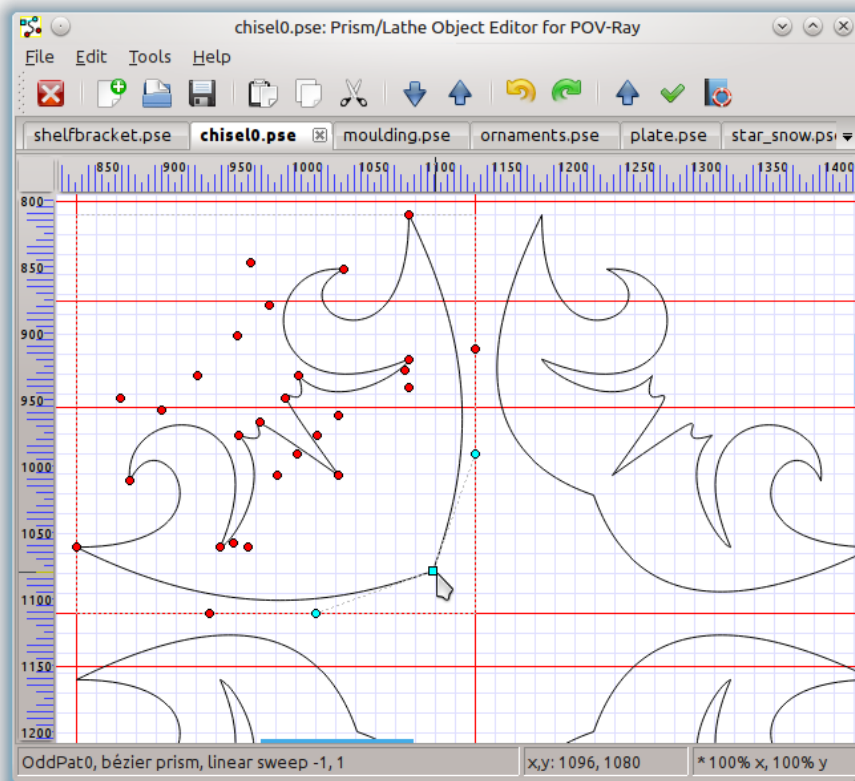 chisel0.pse: Prism/Lathe Object Editor for POV-Ray
File Edit Tools Help
shelfbracket.pse chisel0.pse moulding.pse ornaments.pse plate.pse star_snow.ps
850 900 950 1000 1050 1100 1150 1200 1250 1300 1350 1400
800
850
900
950
1000
1050
1100
1150
1200
OddPat0, bézier prism, linear sweep -1, 1 x,y: 1096, 1080 * 100% x, 100% y